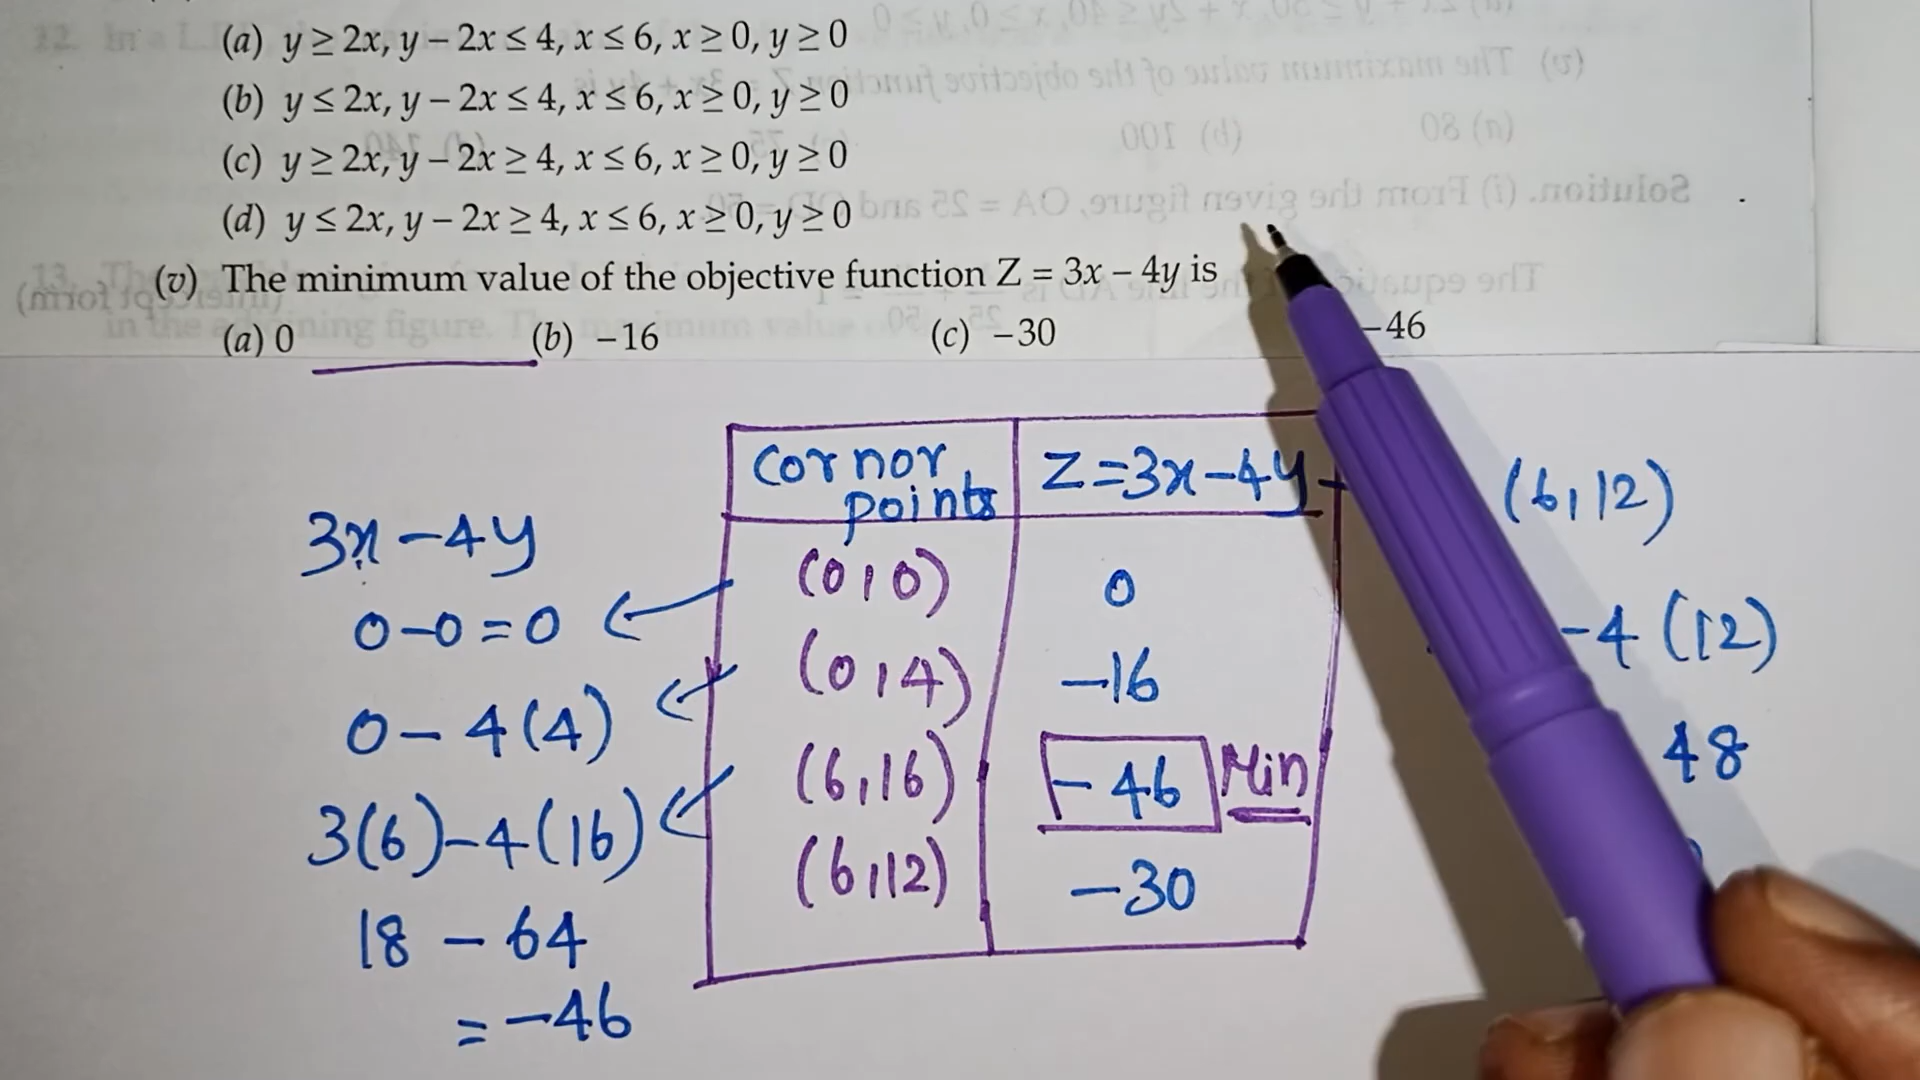 (a) y ≥ 2x, y – 2x ≤ 4, x ≤ 6, x ≥ 0, y ≥ 0
(b) y ≤ 2x, y – 2x ≤ 4, x ≤ 6, x ≥ 0, y ≥ 0
(c) y ≥ 2x, y – 2x ≥ 4, x ≤ 6, x ≥ 0, y ≥ 0
(d) y ≤ 2x, y – 2x ≥ 4, x ≤ 6, x ≥ 0, y ≥ 0
(v) The minimum value of the objective function Z = 3x – 4y is
(a) 0 (b) –16 (c) –30 –46
cornor points Z=3x-4y
(0,0) 0
(0,4) -16
(6,16) -46 Min
(6,12) -30
3x-4y
0-0=0
0-4(4)
3(6)-4(16)
18-64
=-46
(6,12)
-4(12)
48